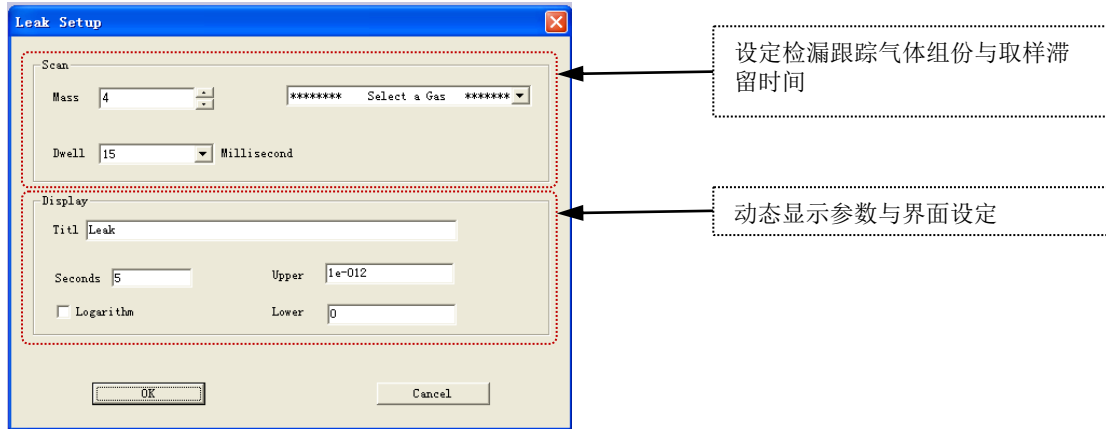 Leak Setup
Scan
Mass 4
******** Select a Gas *******
Dwell 15 Millisecond
设定检漏跟踪气体组份与取样滞
留时间
Display
Titl Leak
Seconds 5
Upper 1e-012
Logarithm
Lower 0
动态显示参数与界面设定
OK
Cancel